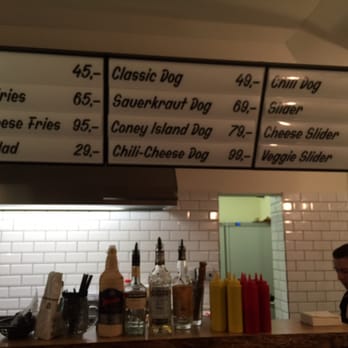 45,-
ries 65,-
eese Fries 95,-
lad 29,-
Classic Dog 49,-
Sauerkraut Dog 69,-
Coney Island Dog 79,-
Chili-Cheese Dog 99,-
Chili Dog
Slider
Cheese Slider
Veggie Slider